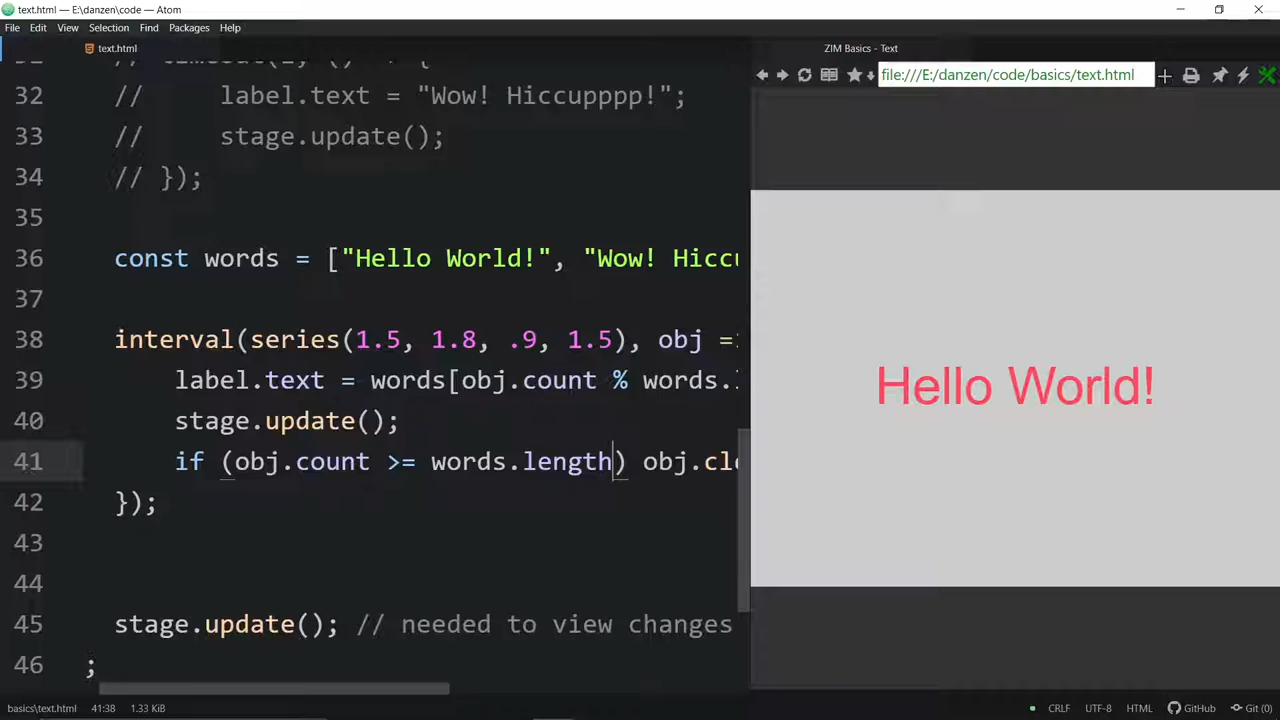 text.html — E:\danzen\code — Atom
File Edit View Selection Find Packages Help
text.html
ZIM Basics - Text
file:///E:/danzen/code/basics/text.html
32 // label.text = "Wow! Hiccupppp!";
33 // stage.update();
34 // });
35
36 const words = ["Hello World!", "Wow! Hiccu
37
38 interval(series(1.5, 1.8, .9, 1.5), obj =
39 label.text = words[obj.count % words.l
40 stage.update();
41 if (obj.count >= words.length) obj.cle
42 });
43
44
45 stage.update(); // needed to view changes
46 ;
Hello World!
basics\text.html 41:38 1.33 KiB
CRLF UTF-8 HTML GitHub Git (0)